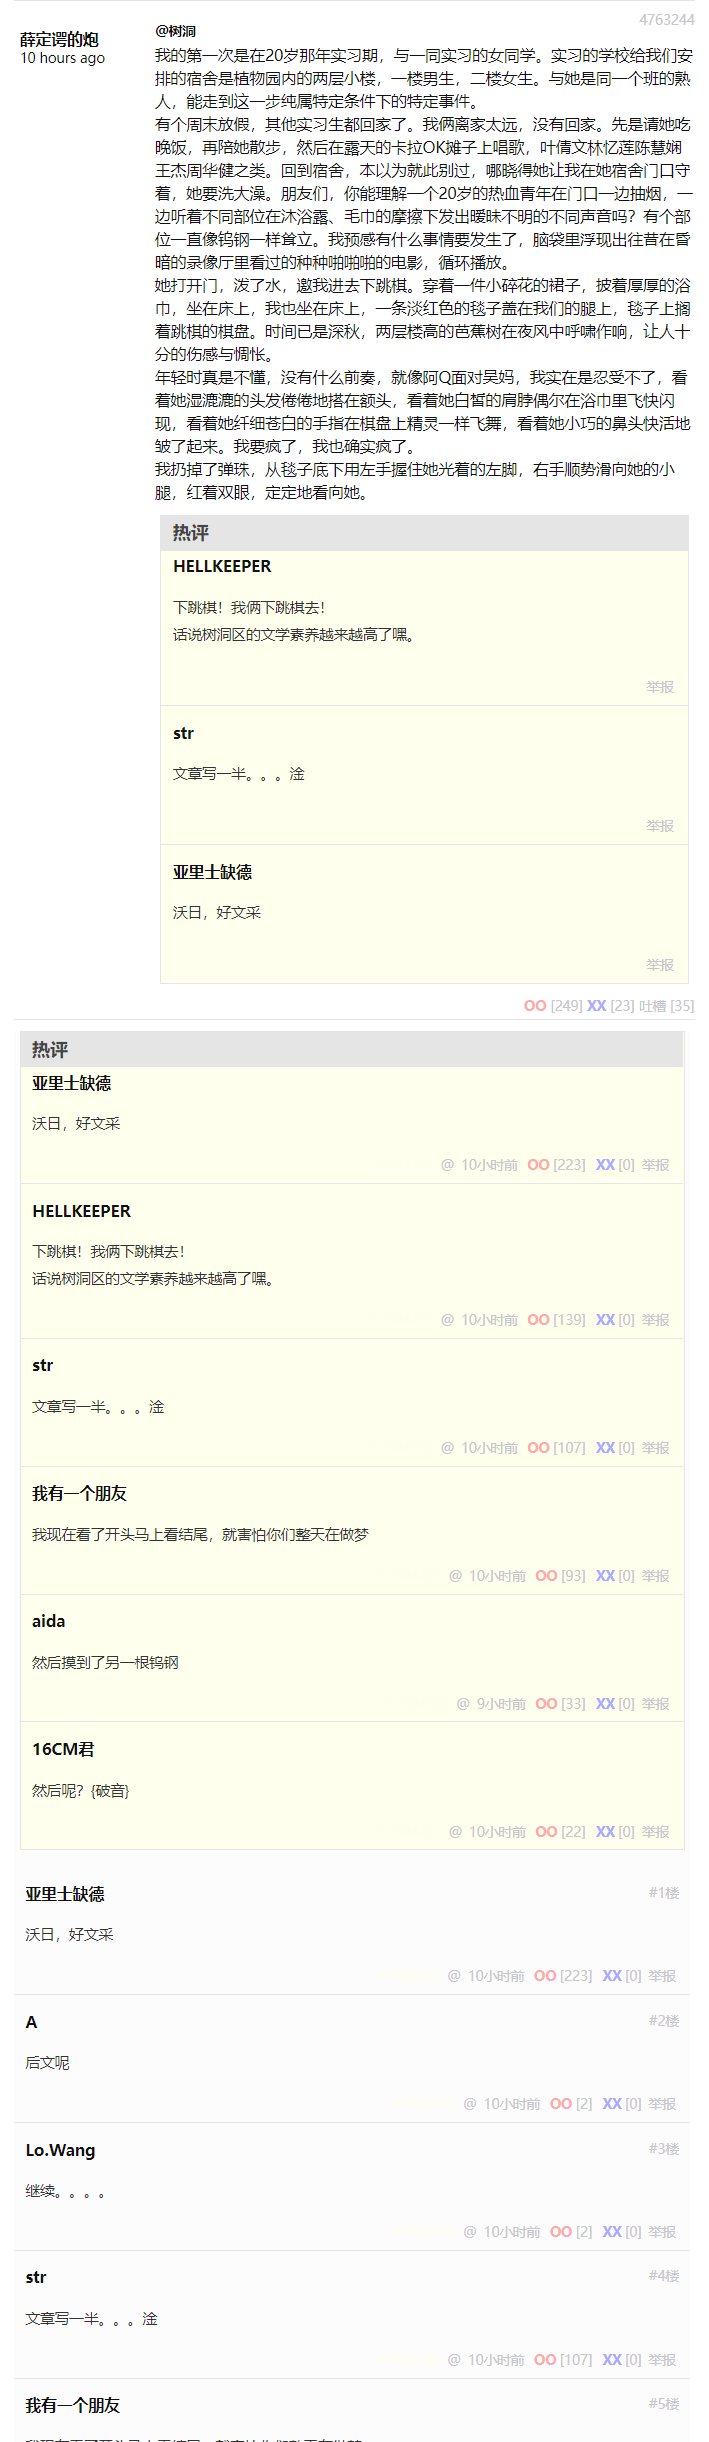 4763244
薛定谔的炮
10 hours ago
@树洞
我的第一次是在20岁那年实习期，与一同实习的女同学。实习的学校给我们安
排的宿舍是植物园内的两层小楼，一楼男生，二楼女生。与她是同一个班的熟
人，能走到这一步纯属特定条件下的特定事件。
有个周末放假，其他实习生都回家了。我俩离家太远，没有回家。先是请她吃
晚饭，再陪她散步，然后在露天的卡拉OK摊子上唱歌，叶倩文林忆莲陈慧娴
王杰周华健之类。回到宿舍，本以为就此别过，哪晓得她让我在她宿舍门口守
着，她要洗大澡。朋友们，你能理解一个20岁的热血青年在门口一边抽烟，一
边听着不同部位在沐浴露、毛巾的摩擦下发出暧昧不明的不同声音吗？有个部
位一直像钨钢一样耸立。我预感有什么事情要发生了，脑袋里浮现出往昔在昏
暗的录像厅里看过的种种啪啪啪的电影，循环播放。
她打开门，泼了水，邀我进去下跳棋。穿着一件小碎花的裙子，披着厚厚的浴
巾，坐在床上，我也坐在床上，一条淡红色的毯子盖在我们的腿上，毯子上搁
着跳棋的棋盘。时间已是深秋，两层楼高的芭蕉树在夜风中呼啸作响，让人十
分的伤感与惆怅。
年轻时真是不懂，没有什么前奏，就像阿Q面对吴妈，我实在是忍受不了，看
着她湿漉漉的头发倦倦地搭在额头，看着她白皙的肩脖偶尔在浴巾里飞快闪
现，看着她纤细苍白的手指在棋盘上精灵一样飞舞，看着她小巧的鼻头快活地
皱了起来。我要疯了，我也确实疯了。
我扔掉了弹珠，从毯子底下用左手握住她光着的左脚，右手顺势滑向她的小
腿，红着双眼，定定地看向她。
热评
HELLKEEPER
下跳棋！我俩下跳棋去！
话说树洞区的文学素养越来越高了嘿。
举报
str
文章写一半。。。淦
举报
亚里士缺德
沃日，好文采
举报
OO [249] XX [23] 吐槽 [35]
热评
亚里士缺德
沃日，好文采
@ 10小时前 OO [223] XX [0] 举报
HELLKEEPER
下跳棋！我俩下跳棋去！
话说树洞区的文学素养越来越高了嘿。
@ 10小时前 OO [139] XX [0] 举报
str
文章写一半。。。淦
@ 10小时前 OO [107] XX [0] 举报
我有一个朋友
我现在看了开头马上看结尾，就害怕你们整天在做梦
@ 10小时前 OO [93] XX [0] 举报
aida
然后摸到了另一根钨钢
@ 9小时前 OO [33] XX [0] 举报
16CM君
然后呢？{破音}
@ 10小时前 OO [22] XX [0] 举报
亚里士缺德 #1楼
沃日，好文采
@ 10小时前 OO [223] XX [0] 举报
A #2楼
后文呢
@ 10小时前 OO [2] XX [0] 举报
Lo.Wang #3楼
继续。。。。
@ 10小时前 OO [2] XX [0] 举报
str #4楼
文章写一半。。。淦
@ 10小时前 OO [107] XX [0] 举报
我有一个朋友 #5楼